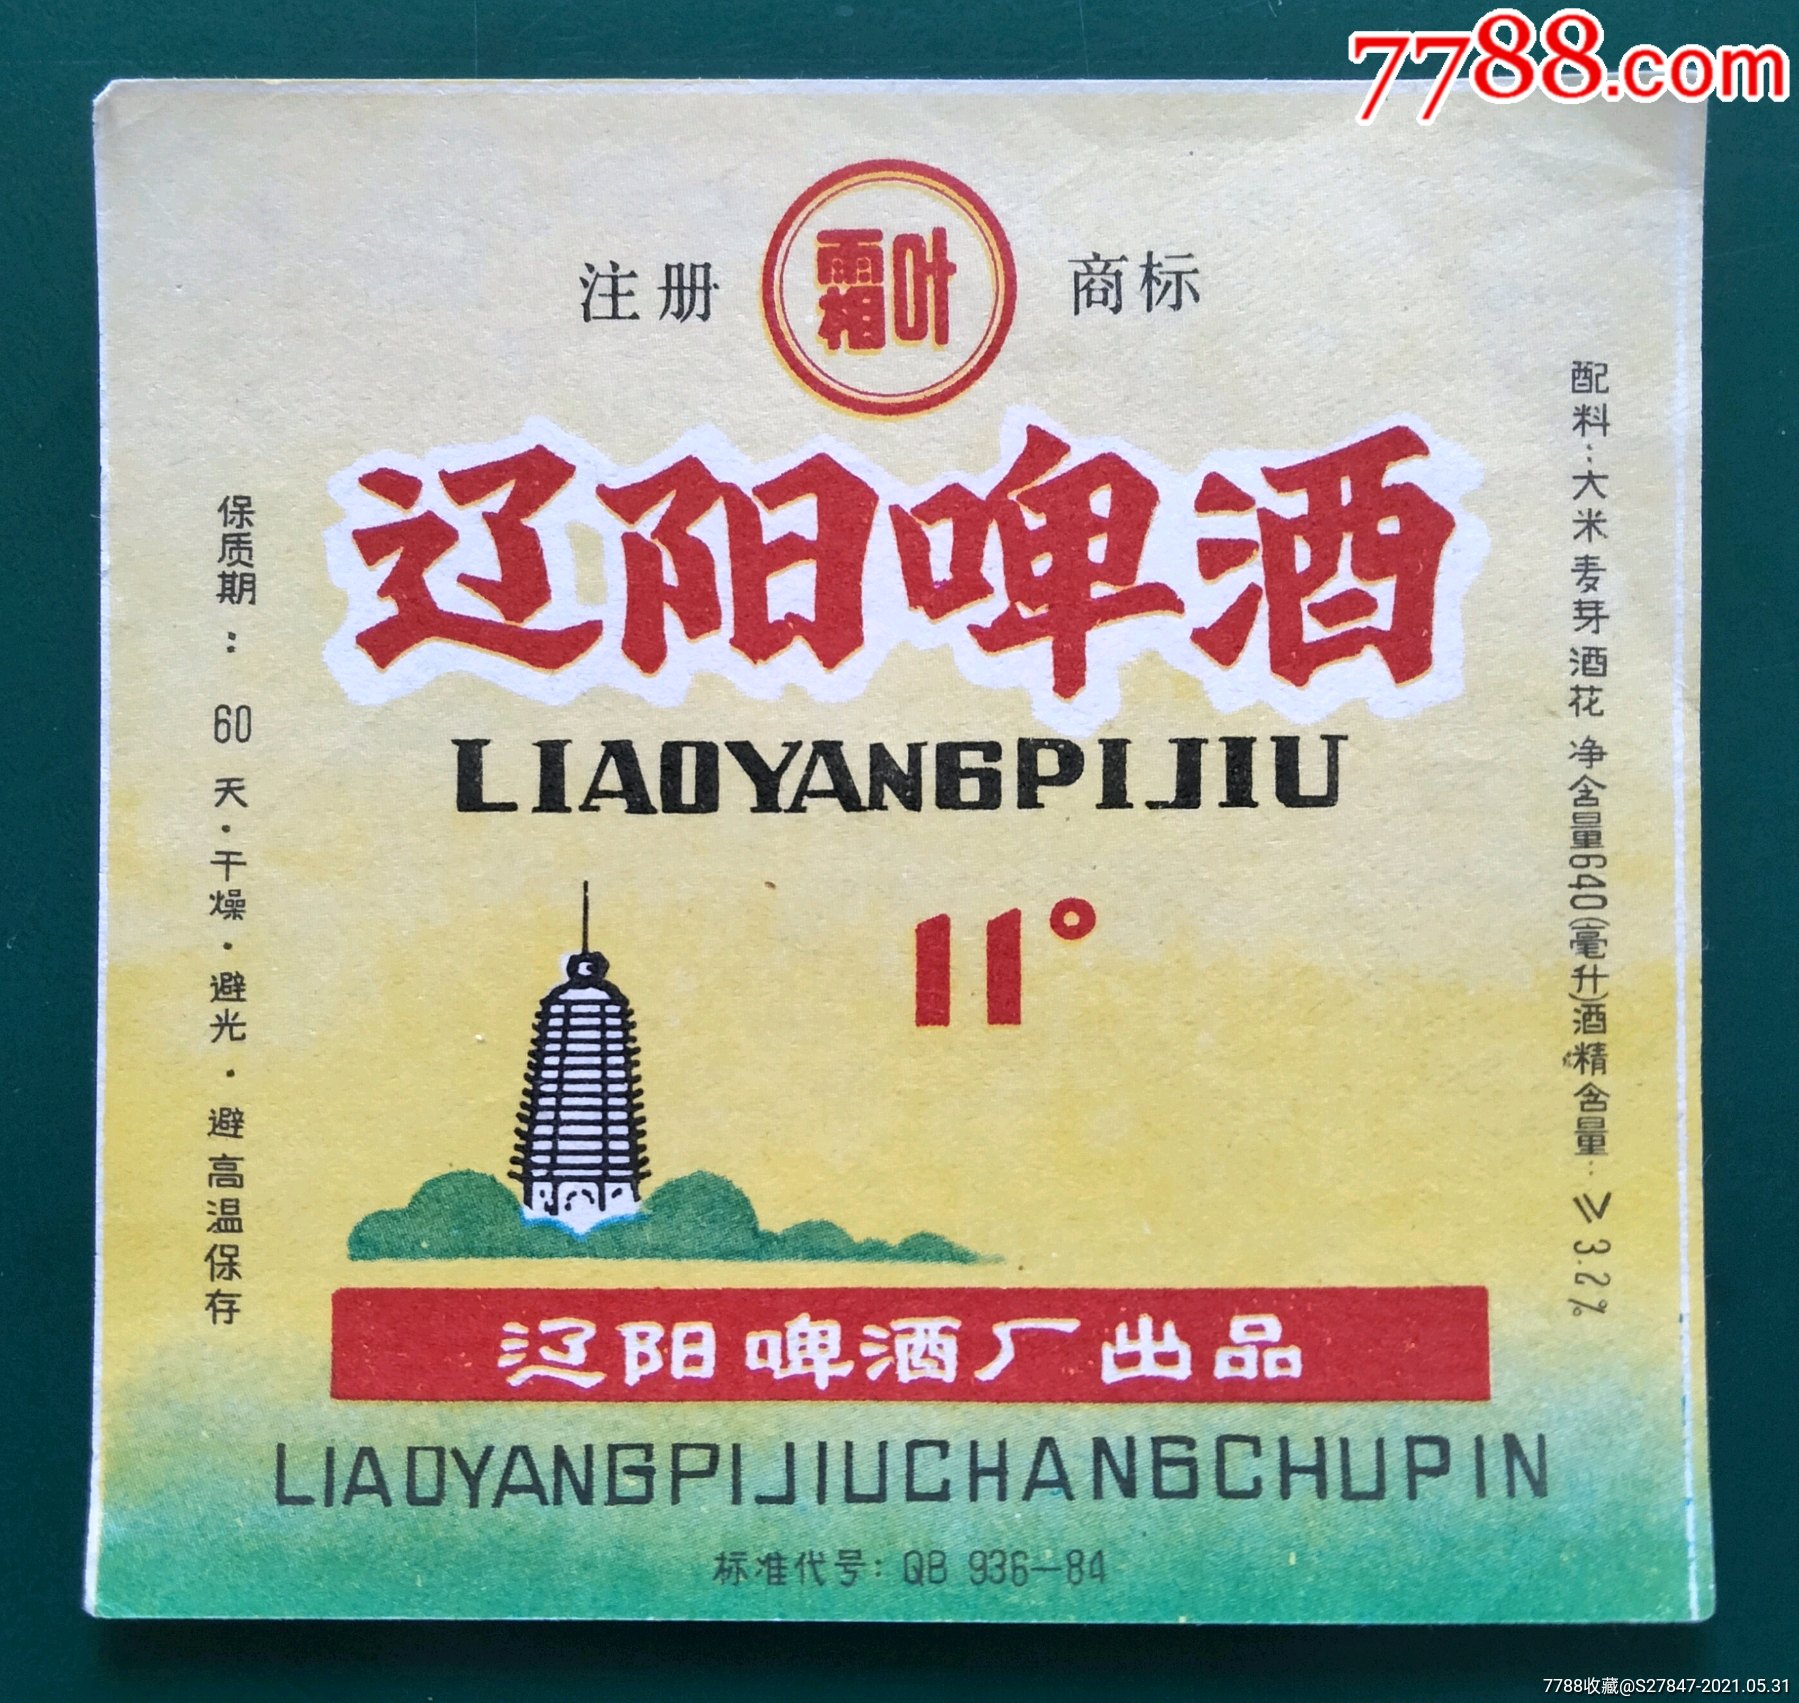 7788.com
注册 霜叶 商标
辽阳啤酒
LIAOYANGPIJIU
11°
保质期：60天·干燥·避光·避高温保存
配料：大米麦芽酒花 净含量640(毫升)酒精含量：≥3.2%
辽阳啤酒厂出品
LIAOYANGPIJIUCHANGCHUPIN
标准代号：QB 936—84
7788收藏@S27847-2021.05.31